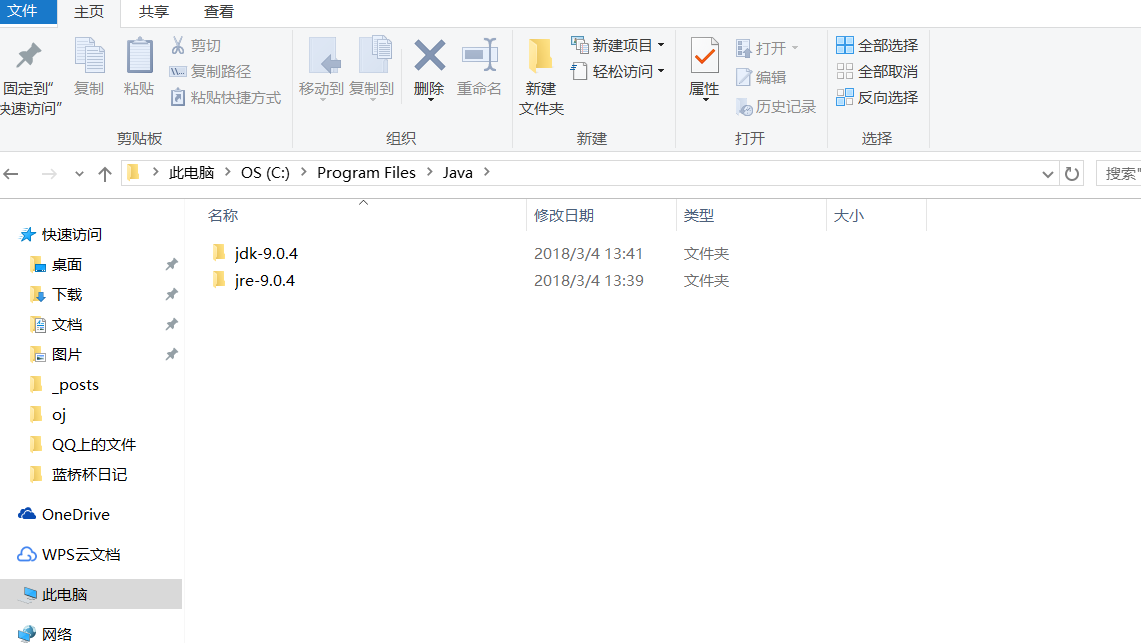 文件 主页 共享 查看
固定到“快速访问”
复制
粘贴
剪切
复制路径
粘贴快捷方式
剪贴板
移动到 复制到
删除 重命名
组织
新建文件夹
新建项目
轻松访问
新建
属性
打开
编辑
历史记录
打开
全部选择
全部取消
反向选择
选择
此电脑 OS (C:) Program Files Java
搜索"
名称 修改日期 类型 大小
jdk-9.0.4 2018/3/4 13:41 文件夹
jre-9.0.4 2018/3/4 13:39 文件夹
快速访问
桌面
下载
文档
图片
_posts
oj
QQ上的文件
蓝桥杯日记
OneDrive
WPS云文档
此电脑
网络